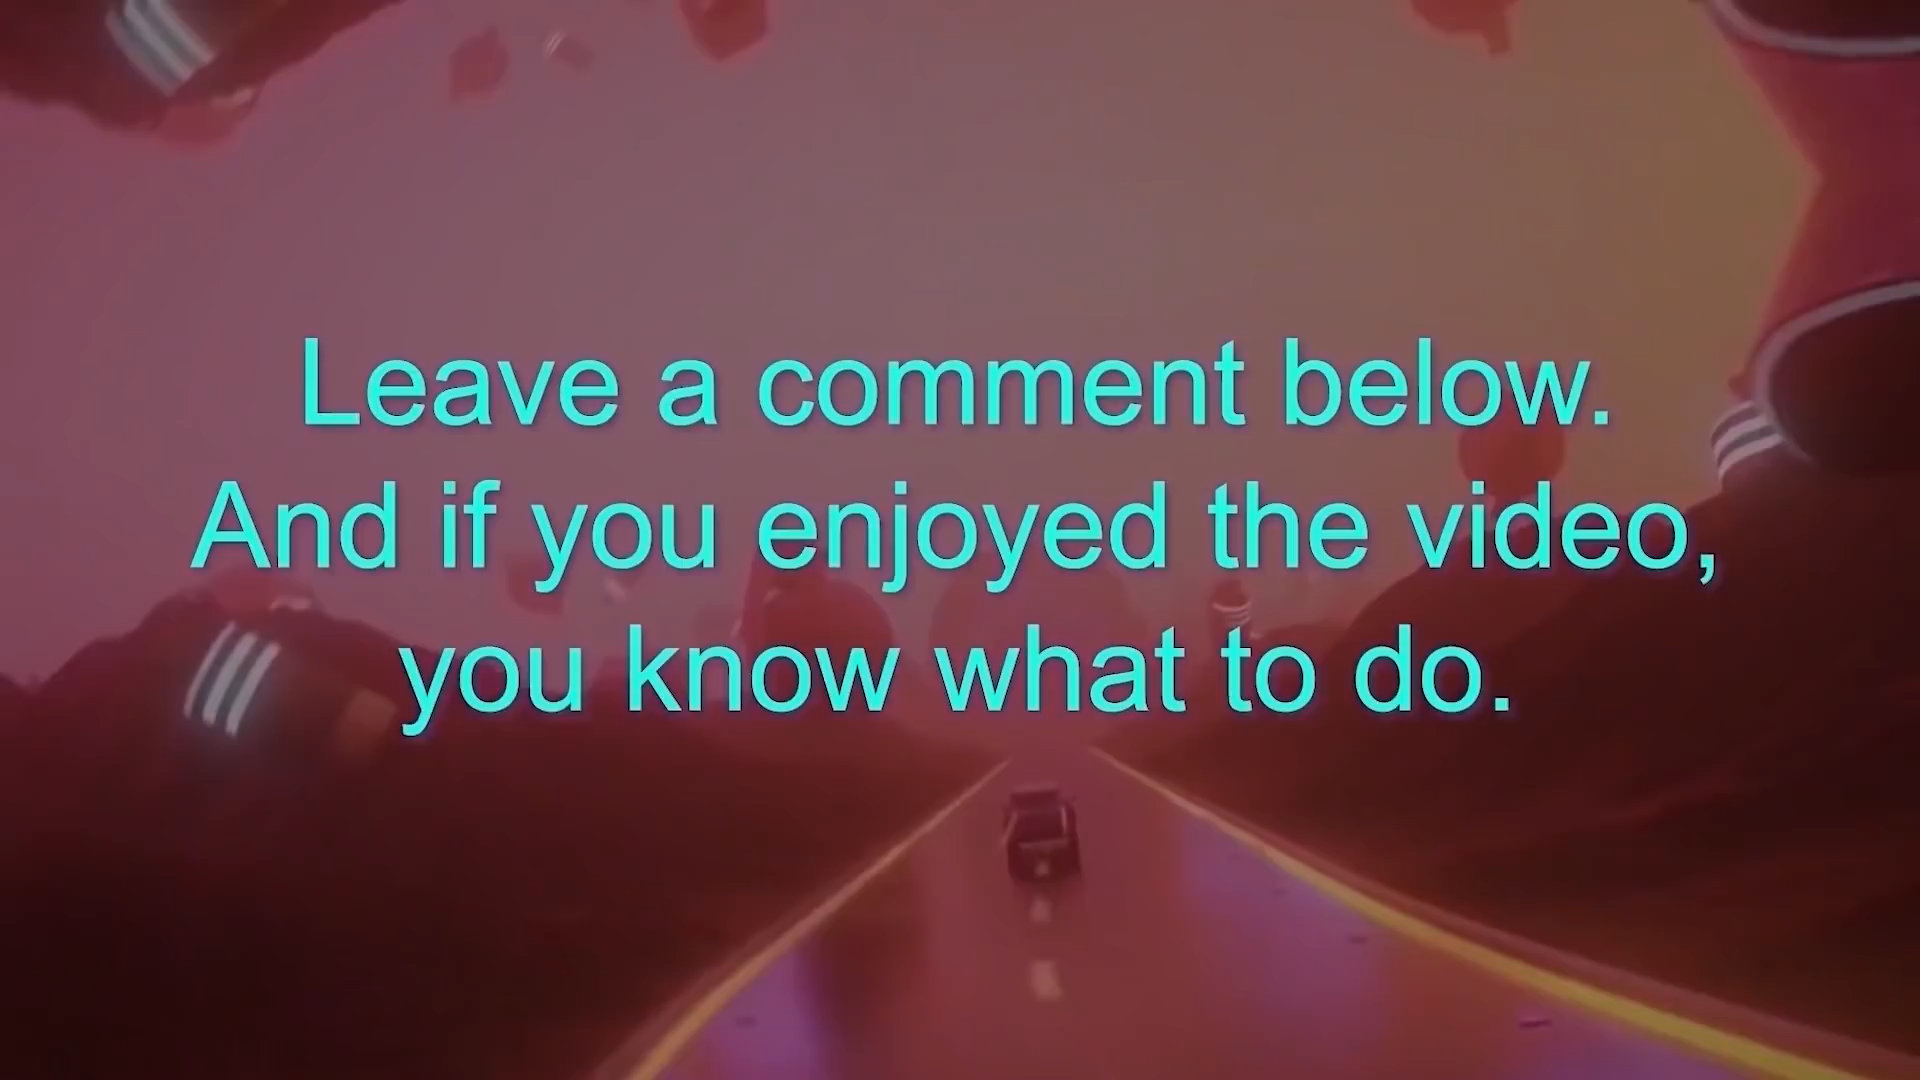 Leave a comment below.
And if you enjoyed the video,
you know what to do.